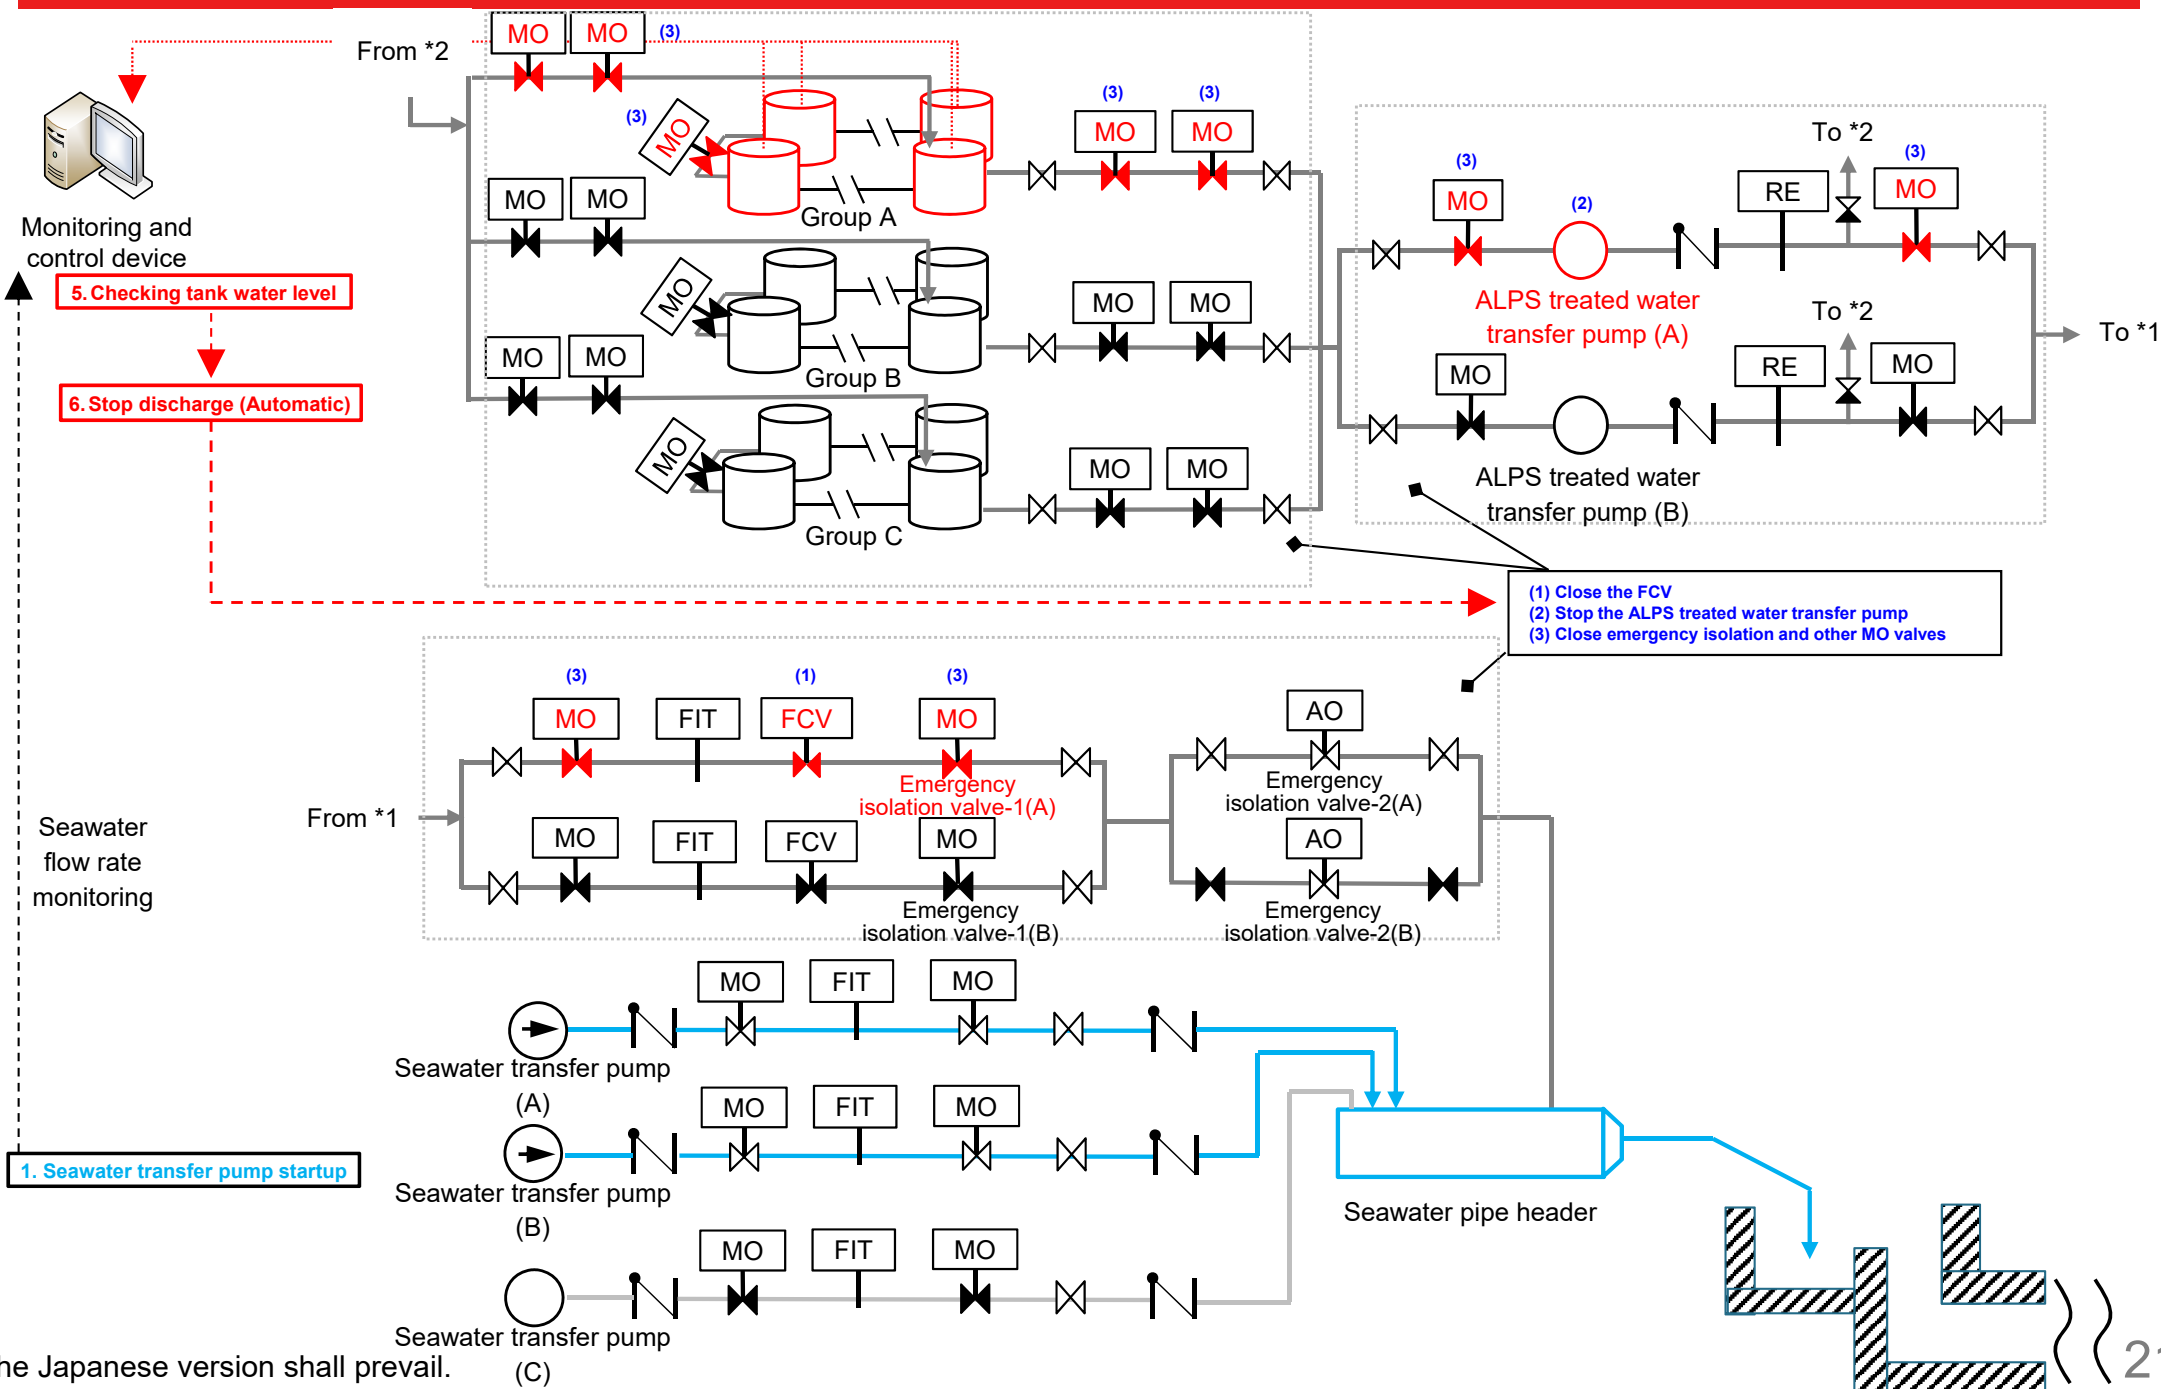 From *2
MO
MO
(3)
(3)
MO
(3)
(3)
MO
MO
Monitoring and
control device
Group A
MO
MO
MO
Group B
MO
MO
MO
MO
MO
Group C
MO
MO
(3)
MO
(2)
RE
To *2
(3)
MO
ALPS treated water
transfer pump (A)
MO
RE
To *2
MO
To *1
ALPS treated water
transfer pump (B)
5. Checking tank water level
6. Stop discharge (Automatic)
(1) Close the FCV
(2) Stop the ALPS treated water transfer pump
(3) Close emergency isolation and other MO valves
(3)
(1)
(3)
MO
FIT
FCV
MO
AO
Emergency
isolation valve-1(A)
Emergency
isolation valve-2(A)
From *1
MO
FIT
FCV
MO
AO
Emergency
isolation valve-1(B)
Emergency
isolation valve-2(B)
Seawater
flow rate
monitoring
MO
FIT
MO
Seawater transfer pump
(A)
MO
FIT
MO
1. Seawater transfer pump startup
Seawater transfer pump
(B)
Seawater pipe header
MO
FIT
MO
Seawater transfer pump
(C)
he Japanese version shall prevail.
21